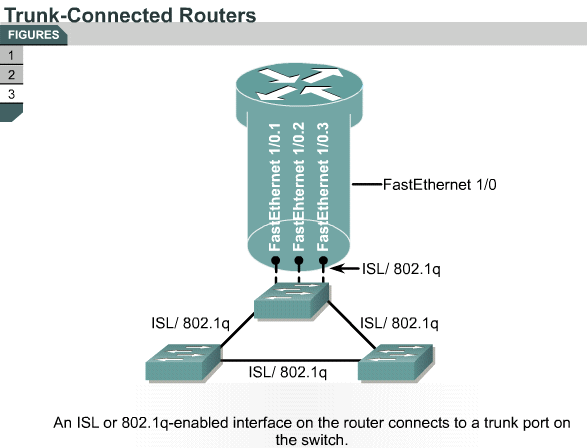 Trunk-Connected Routers
FIGURES
1
2
3
FastEthernet 1/0.1
FastEhternet 1/0.2
FastEthernet 1/0.3
FastEthernet 1/0
ISL/ 802.1q
ISL/ 802.1q
ISL/ 802.1q
ISL/ 802.1q
An ISL or 802.1q-enabled interface on the router connects to a trunk port on
the switch.